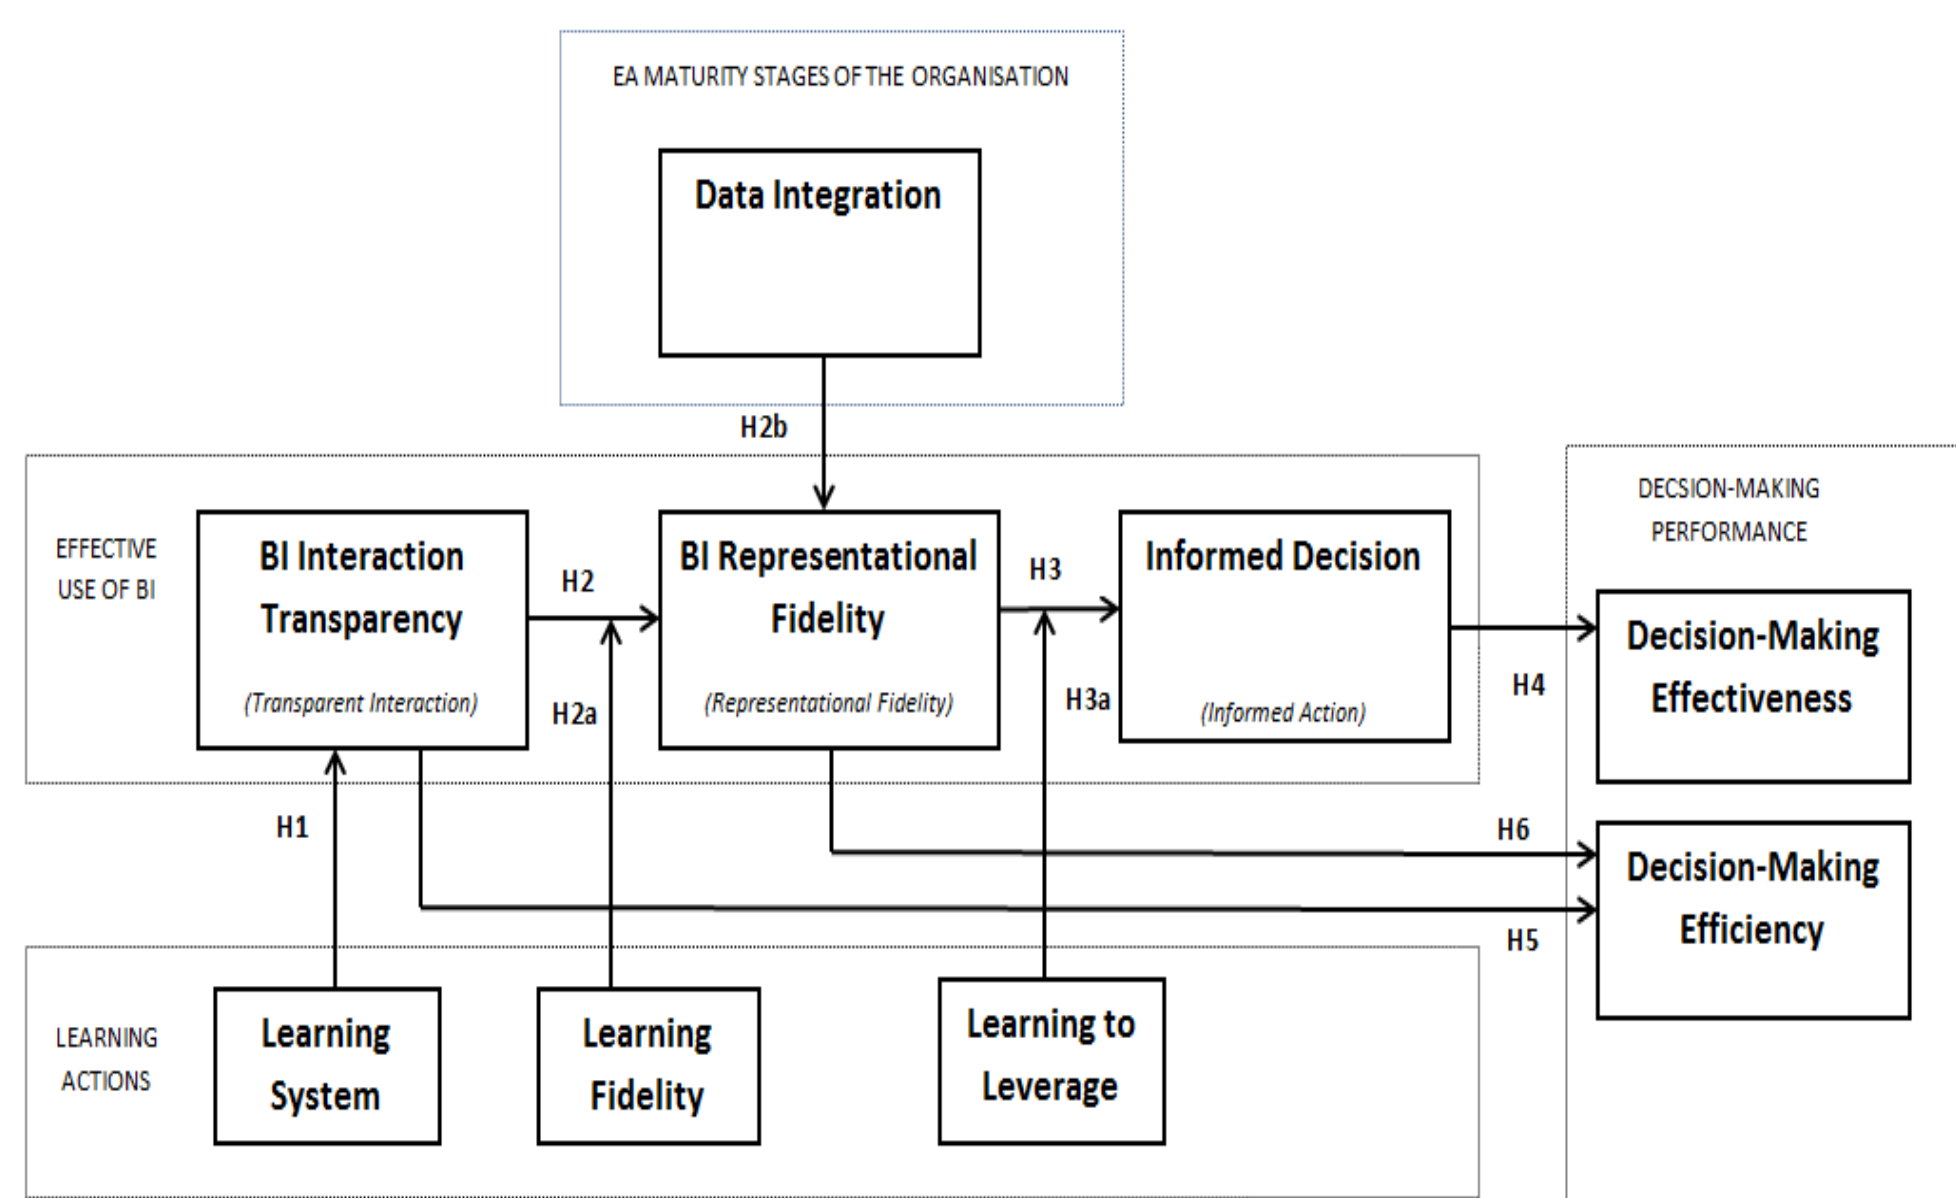 EA MATURITY STAGES OF THE ORGANISATION
Data Integration
H2b
EFFECTIVE
USE OF BI
BI Interaction
Transparency
(Transparent Interaction)
H2
H2a
BI Representational
Fidelity
(Representational Fidelity)
H3
H3a
Informed Decision
(Informed Action)
H4
DECSION-MAKING
PERFORMANCE
Decision-Making
Effectiveness
H1
H6
H5
Decision-Making
Efficiency
LEARNING
ACTIONS
Learning
System
Learning
Fidelity
Learning to
Leverage